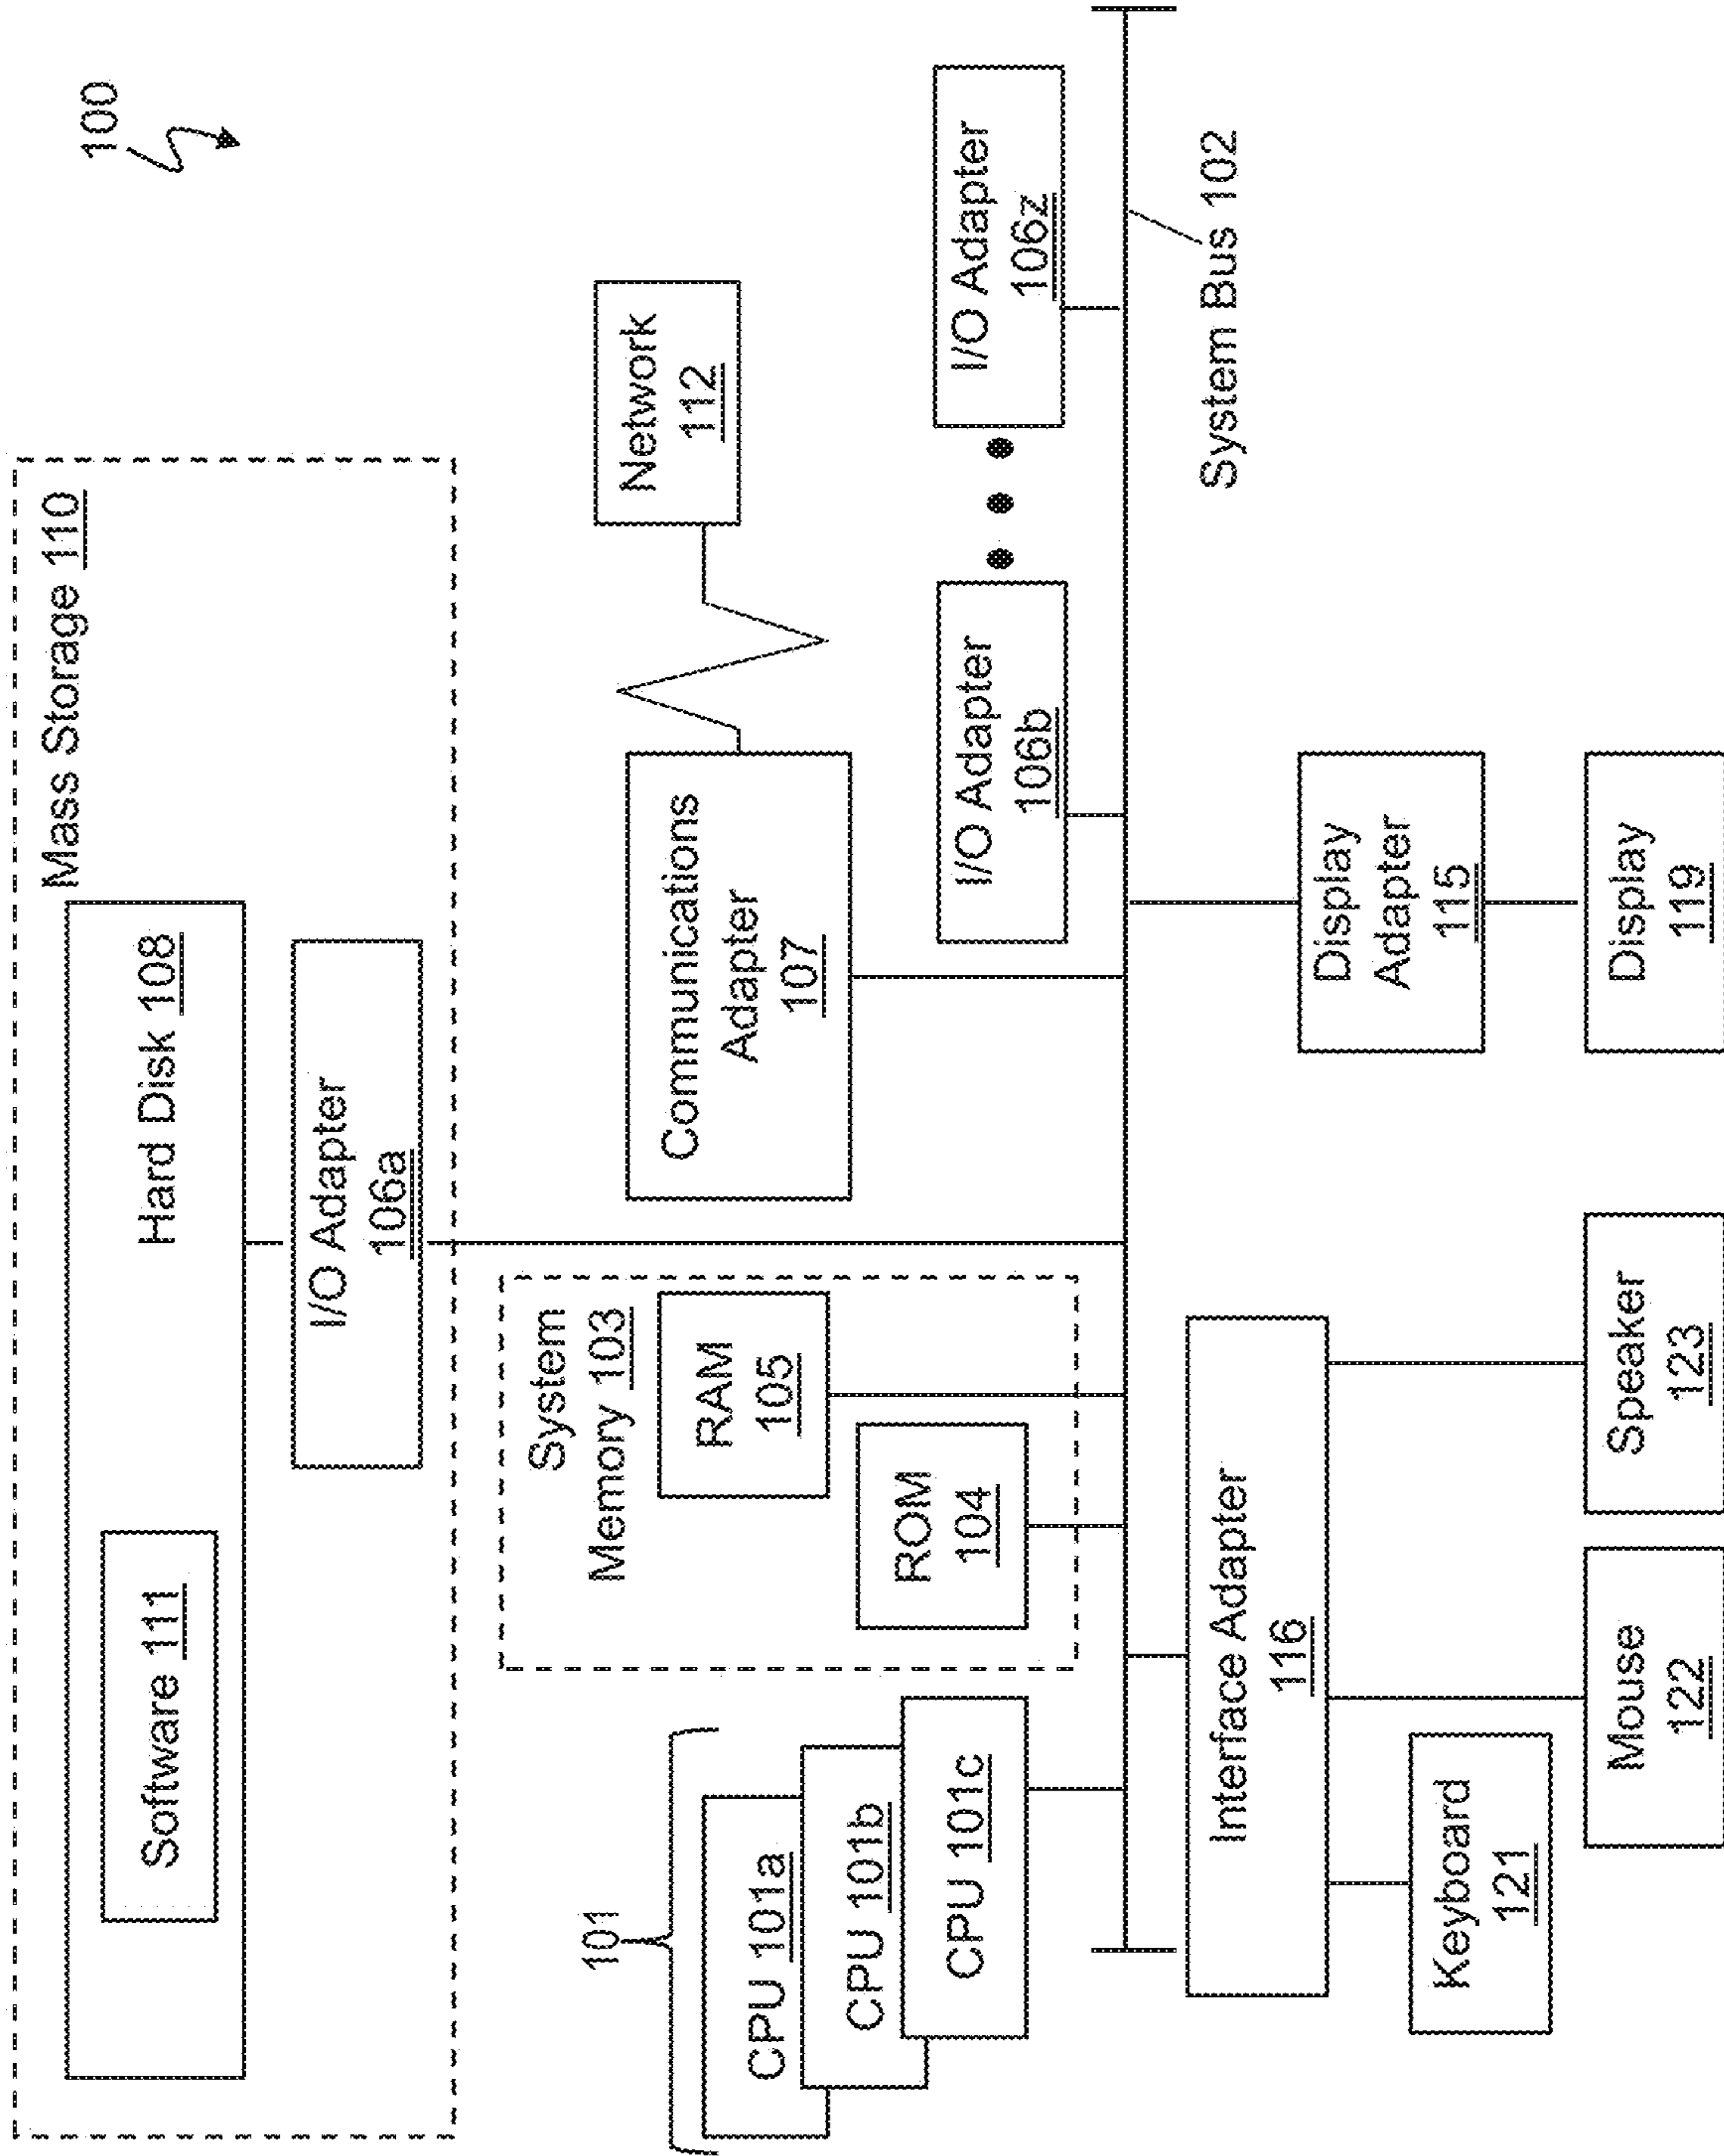 100
Mass Storage 110
Hard Disk 108
Software 111
I/O Adapter
106a
101
CPU 101a
CPU 101b
CPU 101c
System
Memory 103
RAM
105
ROM
104
Communications
Adapter
107
Network
112
I/O Adapter
106b
I/O Adapter
106z
System Bus 102
Interface Adapter
116
Display
Adapter
115
Keyboard
121
Mouse
122
Speaker
123
Display
119